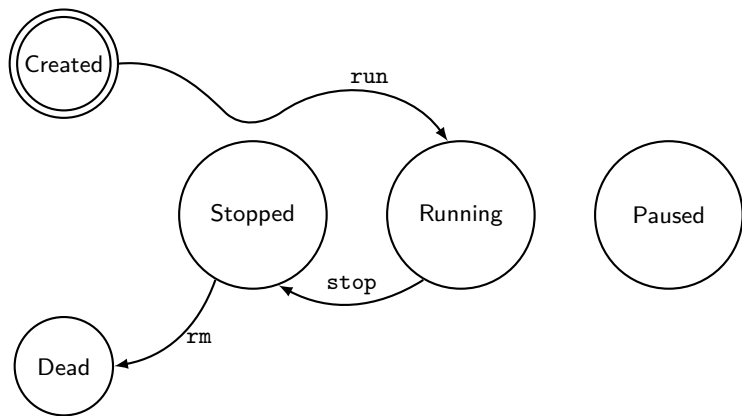 Created
run
Stopped
Running
Paused
stop
rm
Dead